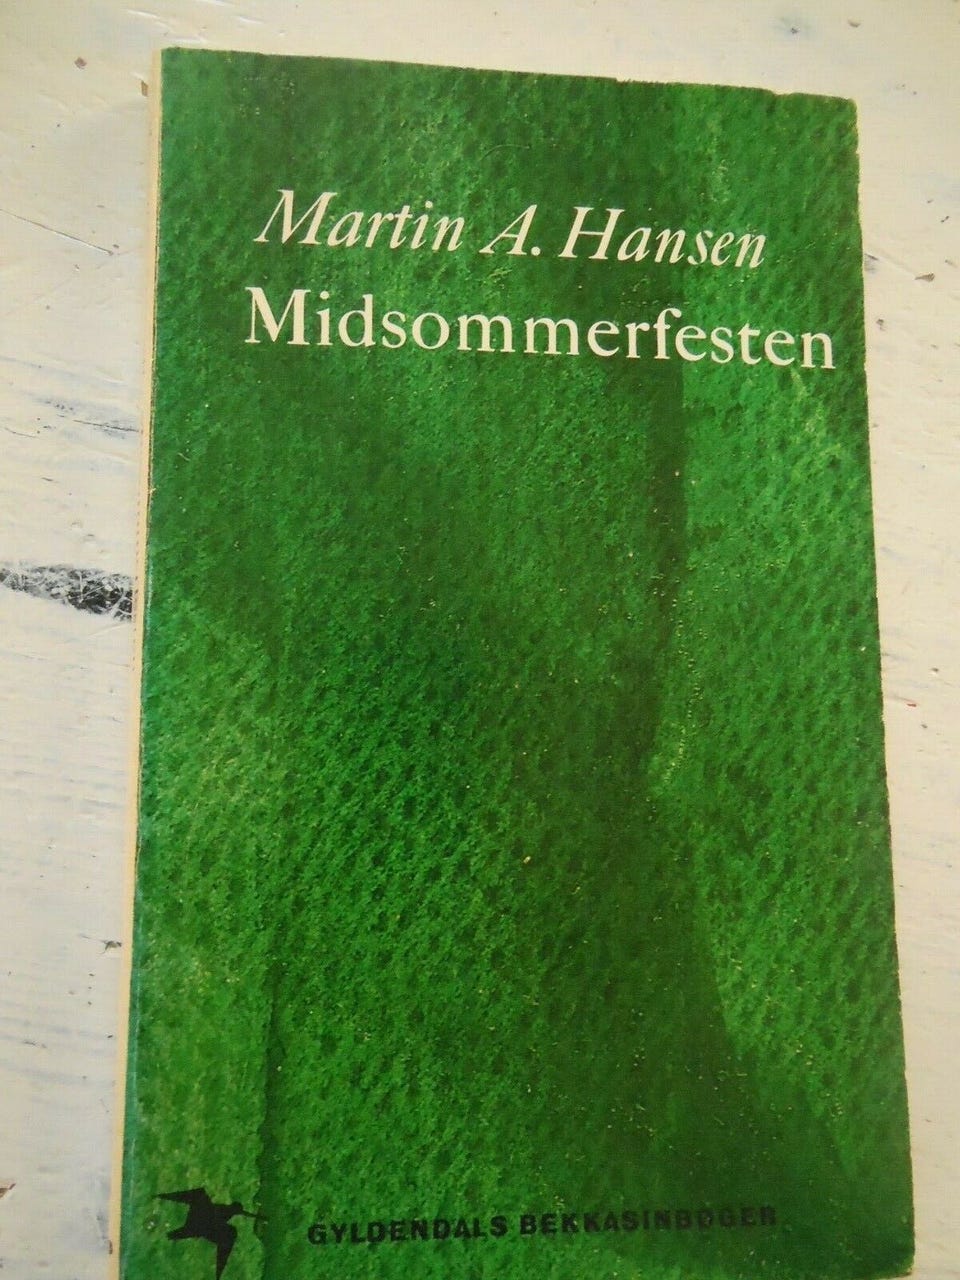 Martin A. Hansen
Midsommerfesten
GYLDENDALS BEKKASINBØGER